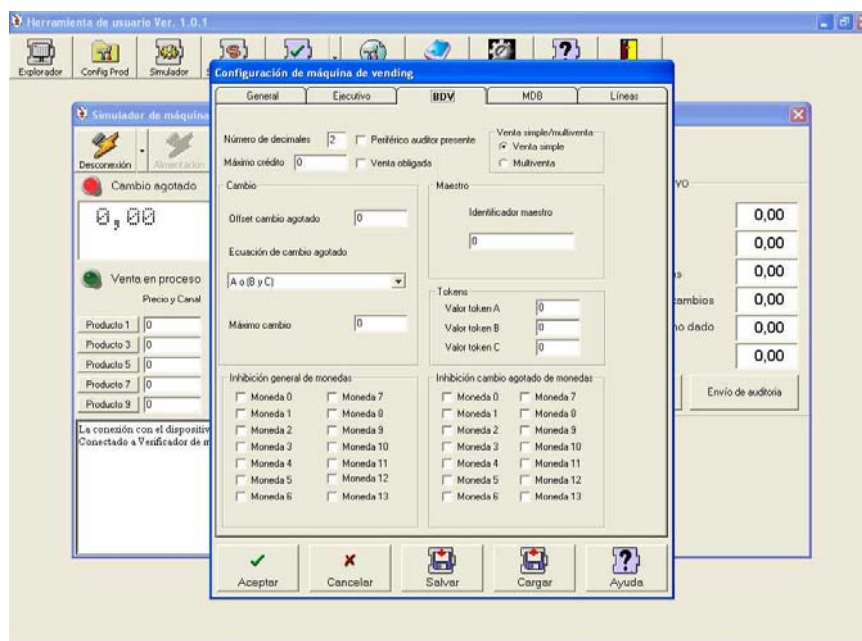 Herramienta de usuario Ver. 1.0.1
Explorador Config Prod Simulador
Configuración de máquina de vending
General Ejecutivo BDV MDB Líneas
Simulador de máquina
Número de decimales 2 Periférico auditor presente
Venta simple/multiventa
Venta simple
Multiventa
Máximo crédito 0 Venta obligada
Desconexión Alimentación
Cambio agotado
0,00
Venta en proceso
Precio y Canal
Producto 1 0
Producto 3 0
Producto 5 0
Producto 7 0
Producto 9 0
La conexión con el dispositiv
Conectado a Verificador de m
Cambio
Offset cambio agotado 0
Ecuación de cambio agotado
A o (B y C)
Máximo cambio 0
Maestro
Identificador maestro
0
Tokens
Valor token A 0
Valor token B 0
Valor token C 0
Inhibición general de monedas
Moneda 0 Moneda 7
Moneda 1 Moneda 8
Moneda 2 Moneda 9
Moneda 3 Moneda 10
Moneda 4 Moneda 11
Moneda 5 Moneda 12
Moneda 6 Moneda 13
Inhibición cambio agotado de monedas
Moneda 0 Moneda 7
Moneda 1 Moneda 8
Moneda 2 Moneda 9
Moneda 3 Moneda 10
Moneda 4 Moneda 11
Moneda 5 Moneda 12
Moneda 6 Moneda 13
VO
0,00
0,00
s 0,00
cambios 0,00
no dado 0,00
0,00
Envío de auditoria
Aceptar Cancelar Salvar Cargar Ayuda